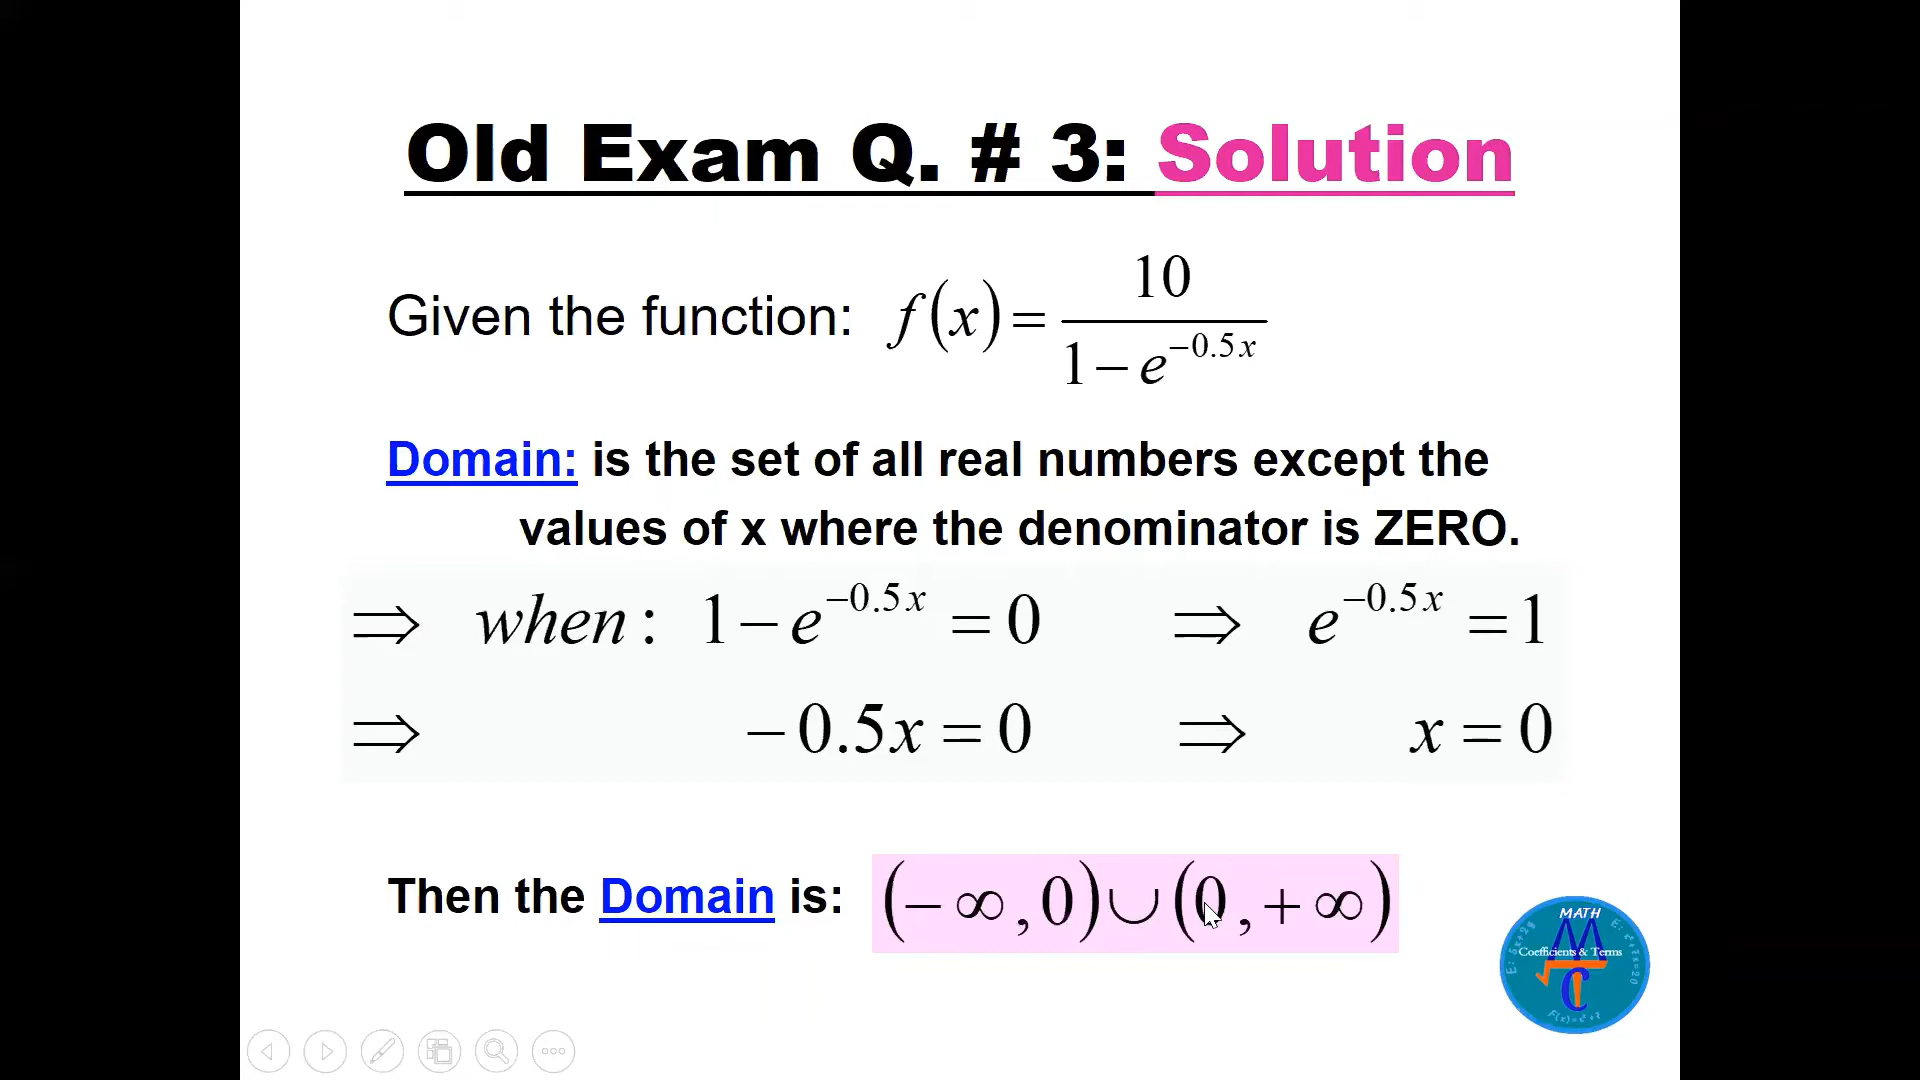 Old Exam Q. # 3: Solution
Given the function: f(x) = 10 / (1 − e^(−0.5x))
Domain: is the set of all real numbers except the
values of x where the denominator is ZERO.
⇒ when: 1 − e^(−0.5x) = 0 ⇒ e^(−0.5x) = 1
⇒ −0.5x = 0 ⇒ x = 0
Then the Domain is: (−∞, 0) ∪ (0, +∞)
MATH
Coefficients & Terms